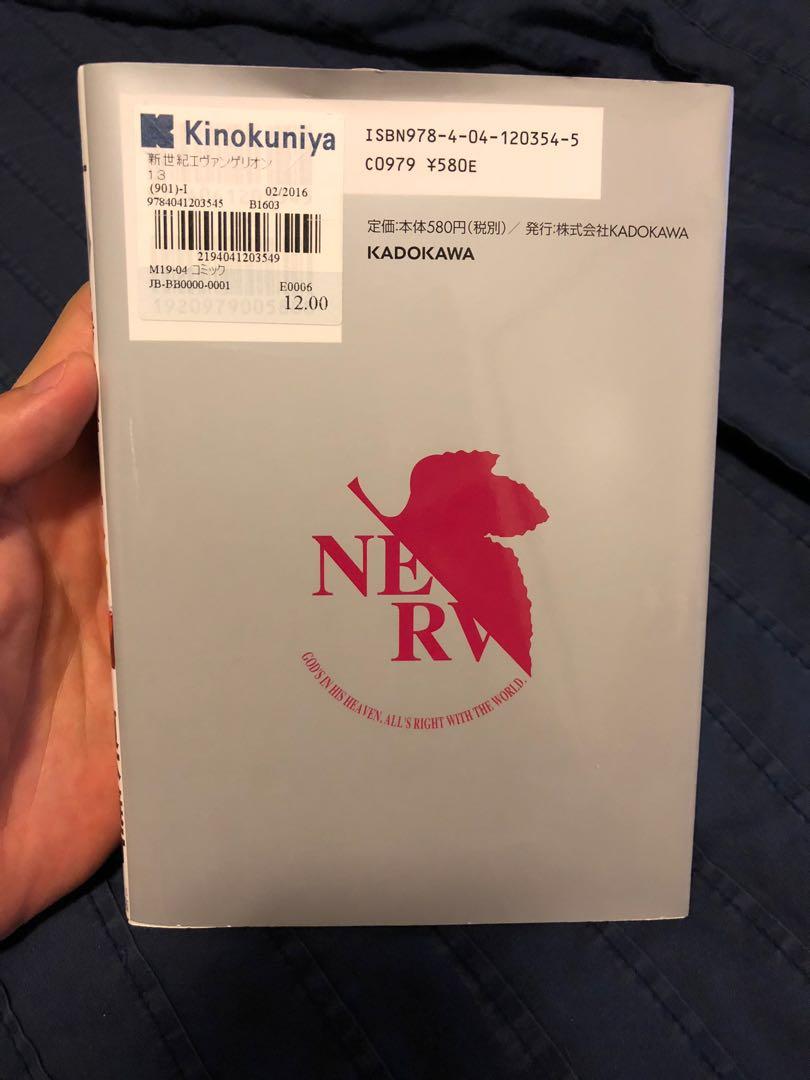 Kinokuniya
新世紀エヴァンゲリオン ／
13
(901)-I 02/2016
9784041203545 B1603
2194041203549
M19-04 コミック
JB-BB0000-0001 E0006
12.00
ISBN978-4-04-120354-5
C0979 ¥580E
定価:本体580円(税別)／ 発行:株式会社KADOKAWA
KADOKAWA
NERV
GOD'S IN HIS HEAVEN, ALL'S RIGHT WITH THE WORLD.